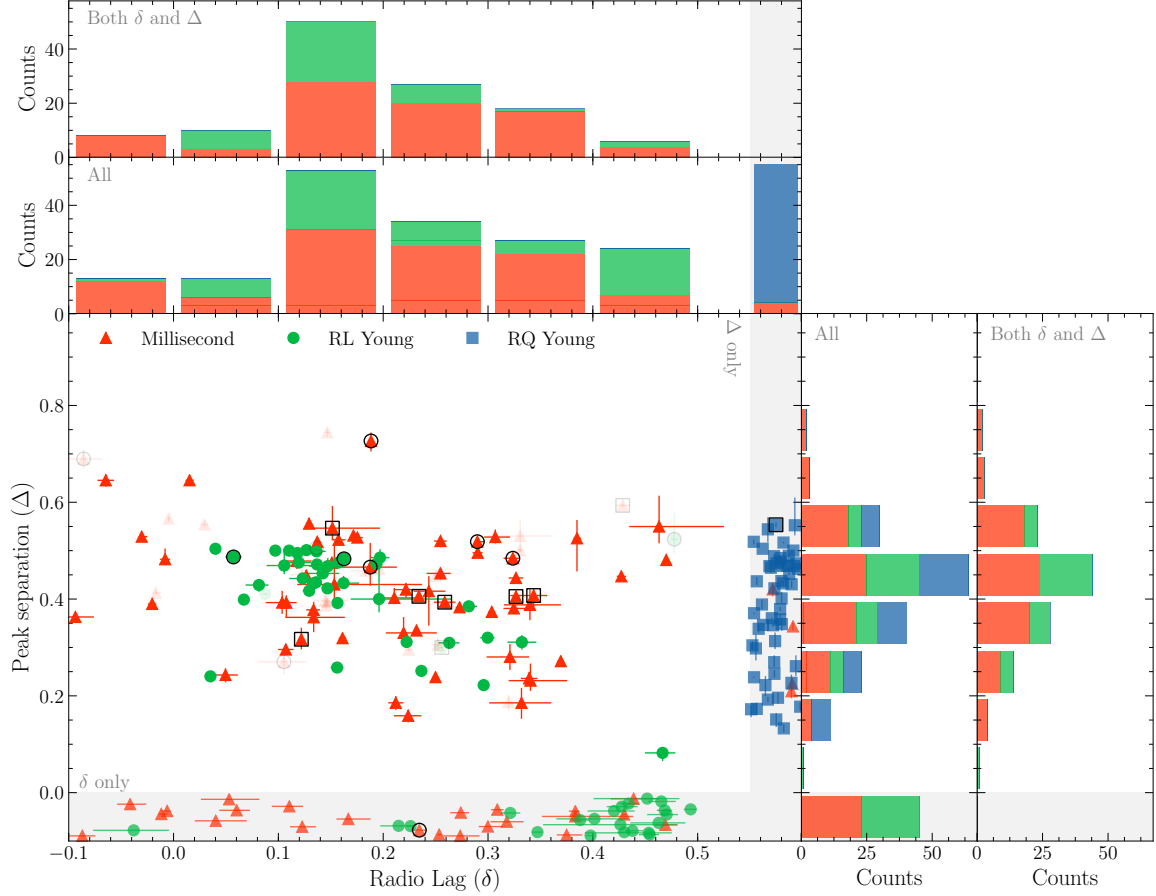 Both δ and Δ
Counts
40
20
0
All
Counts
40
20
0
Millisecond
RL Young
RQ Young
Δ only
All
Both δ and Δ
Peak separation (Δ)
0.8
0.6
0.4
0.2
0.0
δ only
−0.1
0.0
0.1
0.2
0.3
0.4
0.5
Radio Lag (δ)
0
25
50
Counts
0
25
50
Counts